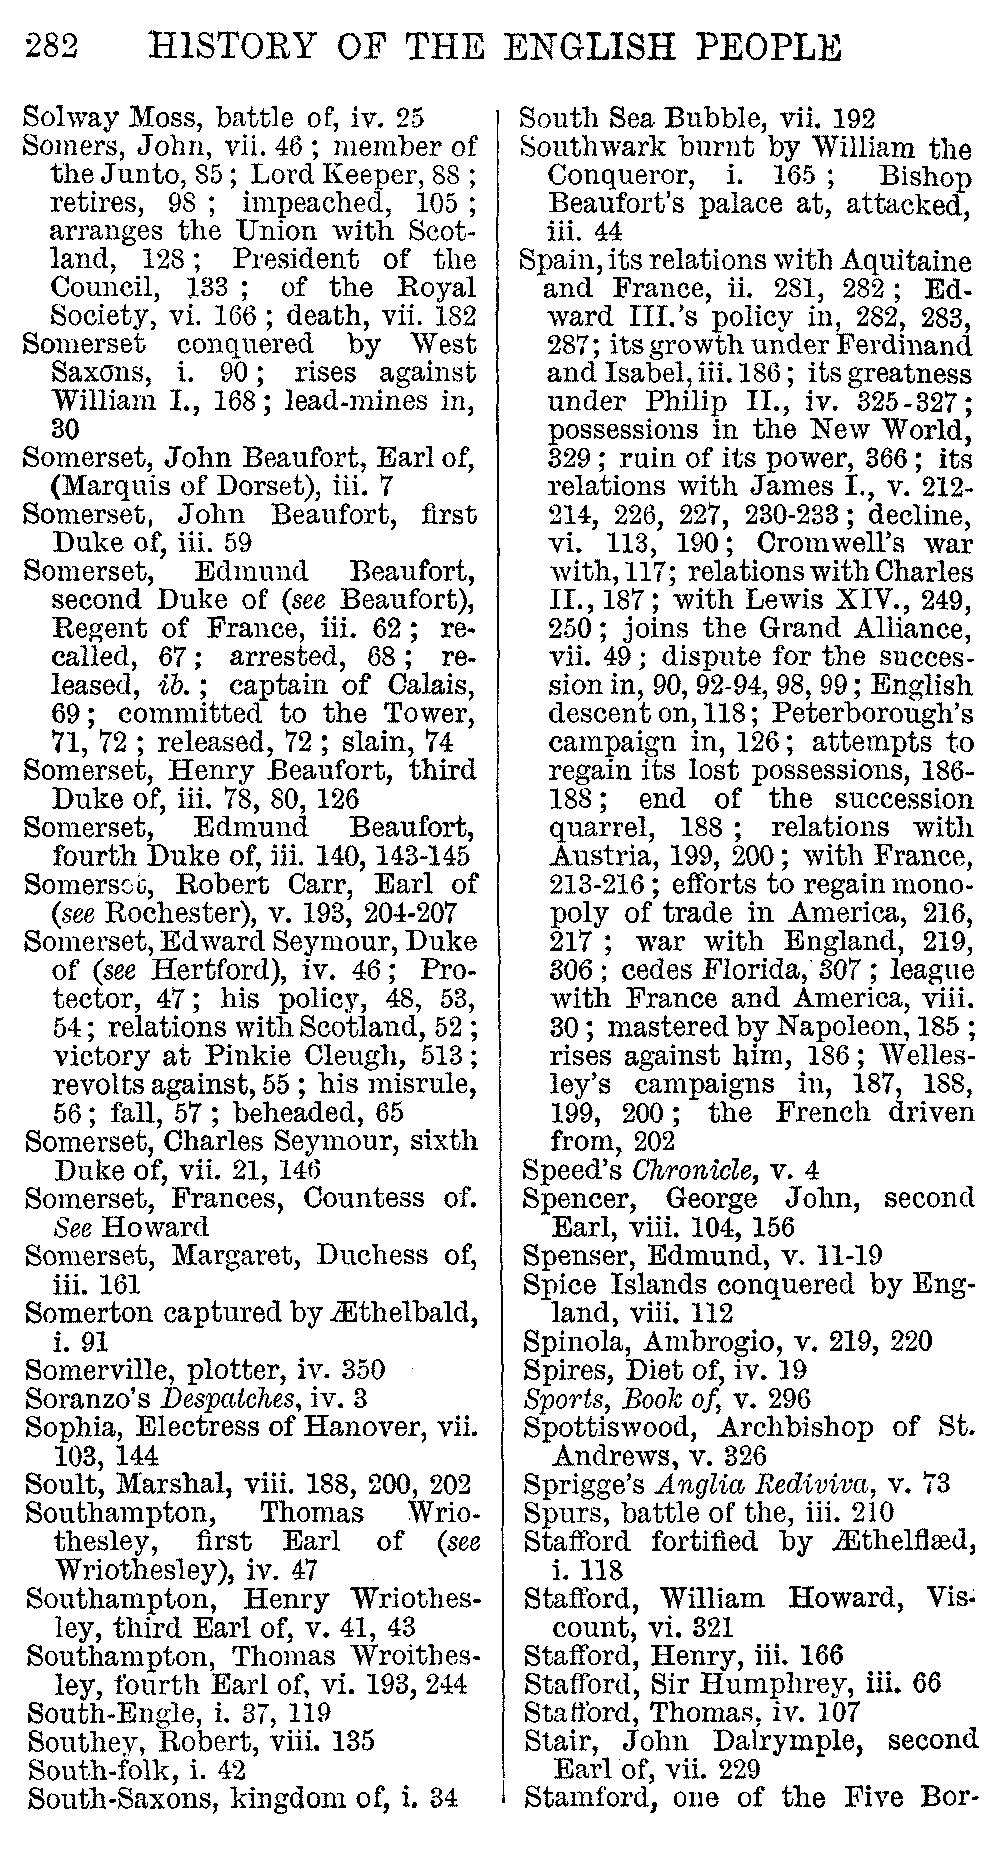 282 HISTORY OF THE ENGLISH PEOPLE
Solway Moss, battle of, iv. 25
Somers, John, vii. 46 ; member of
the Junto, 85 ; Lord Keeper, 88 ;
retires, 98 ; impeached, 105 ;
arranges the Union with Scot-
land, 128 ; President of the
Council, 133 ; of the Royal
Society, vi. 166 ; death, vii. 182
Somerset conquered by West
Saxons, i. 90 ; rises against
William I., 168 ; lead-mines in,
30
Somerset, John Beaufort, Earl of,
(Marquis of Dorset), iii. 7
Somerset, John Beaufort, first
Duke of, iii. 59
Somerset, Edmund Beaufort,
second Duke of (see Beaufort),
Regent of France, iii. 62 ; re-
called, 67 ; arrested, 68 ; re-
leased, ib. ; captain of Calais,
69 ; committed to the Tower,
71, 72 ; released, 72 ; slain, 74
Somerset, Henry Beaufort, third
Duke of, iii. 78, 80, 126
Somerset, Edmund Beaufort,
fourth Duke of, iii. 140, 143-145
Somerset, Robert Carr, Earl of
(see Rochester), v. 193, 204-207
Somerset, Edward Seymour, Duke
of (see Hertford), iv. 46 ; Pro-
tector, 47 ; his policy, 48, 53,
54 ; relations with Scotland, 52 ;
victory at Pinkie Cleugh, 513 ;
revolts against, 55 ; his misrule,
56 ; fall, 57 ; beheaded, 65
Somerset, Charles Seymour, sixth
Duke of, vii. 21, 146
Somerset, Frances, Countess of.
See Howard
Somerset, Margaret, Duchess of,
iii. 161
Somerton captured by Æthelbald,
i. 91
Somerville, plotter, iv. 350
Soranzo's Despatches, iv. 3
Sophia, Electress of Hanover, vii.
103, 144
Soult, Marshal, viii. 188, 200, 202
Southampton, Thomas Wrio-
thesley, first Earl of (see
Wriothesley), iv. 47
Southampton, Henry Wriothes-
ley, third Earl of, v. 41, 43
Southampton, Thomas Wroithes-
ley, fourth Earl of, vi. 193, 244
South-Engle, i. 37, 119
Southey, Robert, viii. 135
South-folk, i. 42
South-Saxons, kingdom of, i. 34
South Sea Bubble, vii. 192
Southwark burnt by William the
Conqueror, i. 165 ; Bishop
Beaufort's palace at, attacked,
iii. 44
Spain, its relations with Aquitaine
and France, ii. 281, 282 ; Ed-
ward III.'s policy in, 282, 283,
287 ; its growth under Ferdinand
and Isabel, iii. 186 ; its greatness
under Philip II., iv. 325-327 ;
possessions in the New World,
329 ; ruin of its power, 366 ; its
relations with James I., v. 212-
214, 226, 227, 230-233 ; decline,
vi. 113, 190 ; Cromwell's war
with, 117 ; relations with Charles
II., 187 ; with Lewis XIV., 249,
250 ; joins the Grand Alliance,
vii. 49 ; dispute for the succes-
sion in, 90, 92-94, 98, 99 ; English
descent on, 118 ; Peterborough's
campaign in, 126 ; attempts to
regain its lost possessions, 186-
188 ; end of the succession
quarrel, 188 ; relations with
Austria, 199, 200 ; with France,
213-216 ; efforts to regain mono-
poly of trade in America, 216,
217 ; war with England, 219,
306 ; cedes Florida, 307 ; league
with France and America, viii.
30 ; mastered by Napoleon, 185 ;
rises against him, 186 ; Welles-
ley's campaigns in, 187, 188,
199, 200 ; the French driven
from, 202
Speed's Chronicle, v. 4
Spencer, George John, second
Earl, viii. 104, 156
Spenser, Edmund, v. 11-19
Spice Islands conquered by Eng-
land, viii. 112
Spinola, Ambrogio, v. 219, 220
Spires, Diet of, iv. 19
Sports, Book of, v. 296
Spottiswood, Archbishop of St.
Andrews, v. 326
Sprigge's Anglia Rediviva, v. 73
Spurs, battle of the, iii. 210
Stafford fortified by Æthelflæd,
i. 118
Stafford, William Howard, Vis-
count, vi. 321
Stafford, Henry, iii. 166
Stafford, Sir Humphrey, iii. 66
Stafford, Thomas, iv. 107
Stair, John Dalrymple, second
Earl of, vii. 229
Stamford, one of the Five Bor-